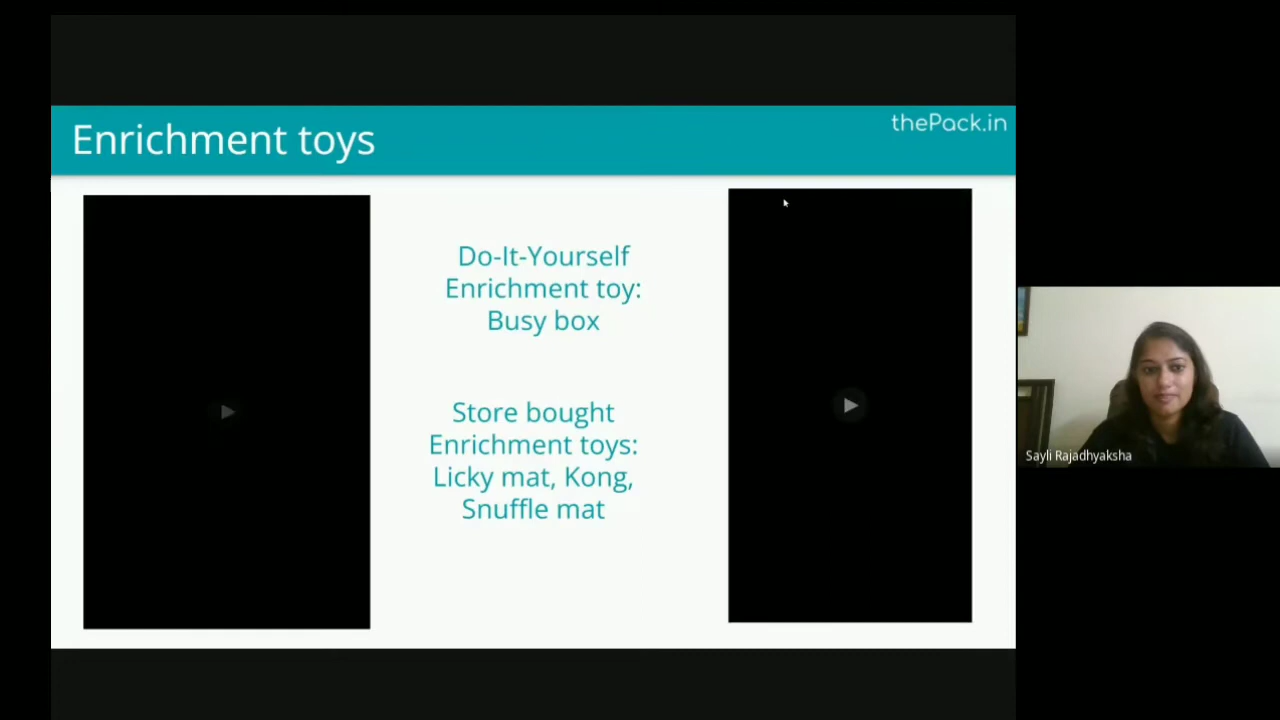 Enrichment toys
thePack.in
Do-It-Yourself
Enrichment toy:
Busy box
Store bought
Enrichment toys:
Licky mat, Kong,
Snuffle mat
Sayli Rajadhyaksha